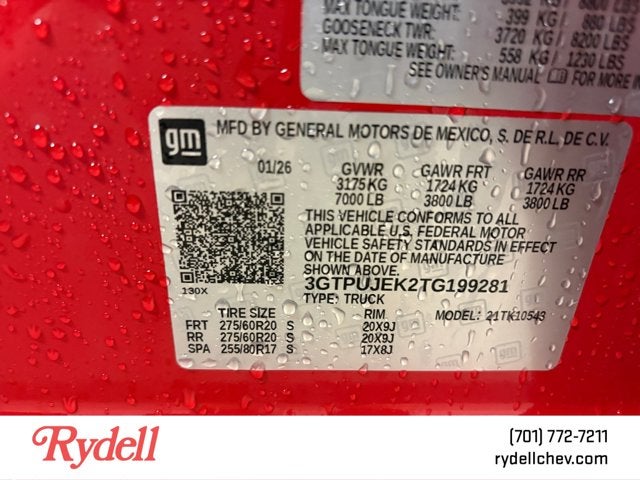 MAX TONGUE WEIGHT: 399 KG / 880 LBS
GOOSENECK TWR: 3720 KG / 8200 LBS
MAX TONGUE WEIGHT: 558 KG / 1230 LBS
SEE OWNER'S MANUAL FOR MORE
gm MFD BY GENERAL MOTORS DE MEXICO, S. DE R.L. DE C.V.
01/26 GVWR GAWR FRT GAWR RR
3175 KG 1724 KG 1724 KG
7000 LB 3800 LB 3800 LB
THIS VEHICLE CONFORMS TO ALL
APPLICABLE U.S. FEDERAL MOTOR
VEHICLE SAFETY STANDARDS IN EFFECT
ON THE DATE OF MANUFACTURE
SHOWN ABOVE.
3GTPUJEK2TG199281
130X TYPE: TRUCK
TIRE SIZE RIM MODEL: 21TK10543
FRT 275/60R20 S 20X9J
RR 275/60R20 S 20X9J
SPA 255/80R17 S 17X8J
Rydell
(701) 772-7211
rydellchev.com